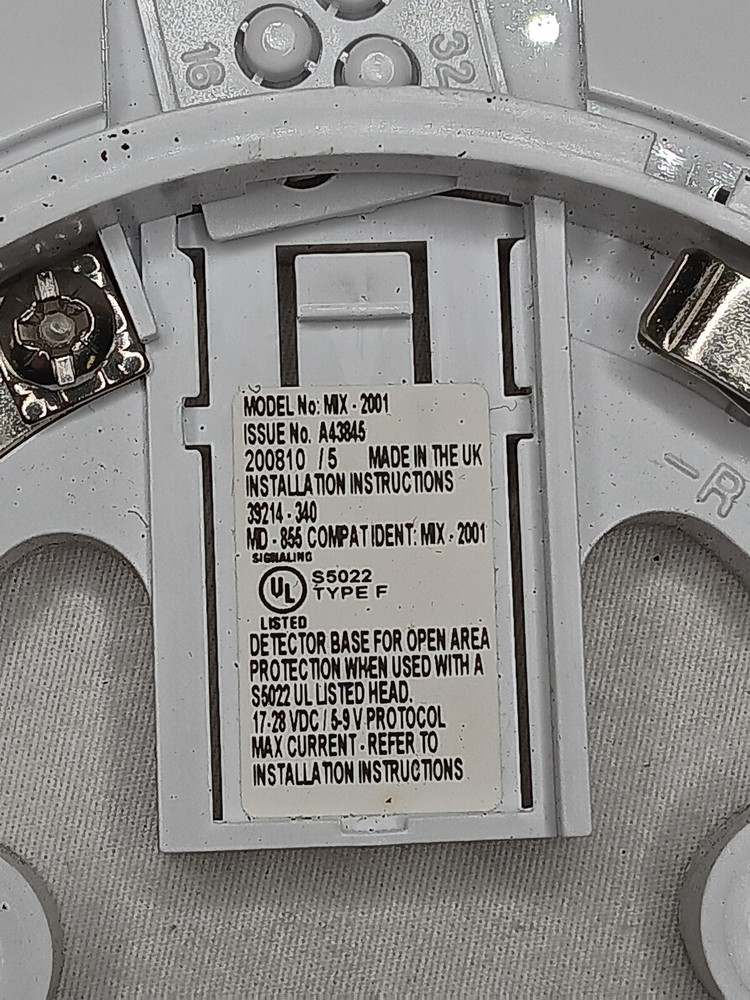 16 32
MODEL No: MIX - 2001
ISSUE No. A43845
200810 /5 MADE IN THE UK
INSTALLATION INSTRUCTIONS
39214 - 340
MD - 855 COMPAT IDENT: MIX - 2001
SIGNALING
UL S5022
TYPE F
LISTED
DETECTOR BASE FOR OPEN AREA
PROTECTION WHEN USED WITH A
S5022 UL LISTED HEAD.
17-28 VDC / 5-9 V PROTOCOL
MAX CURRENT - REFER TO
INSTALLATION INSTRUCTIONS
-R